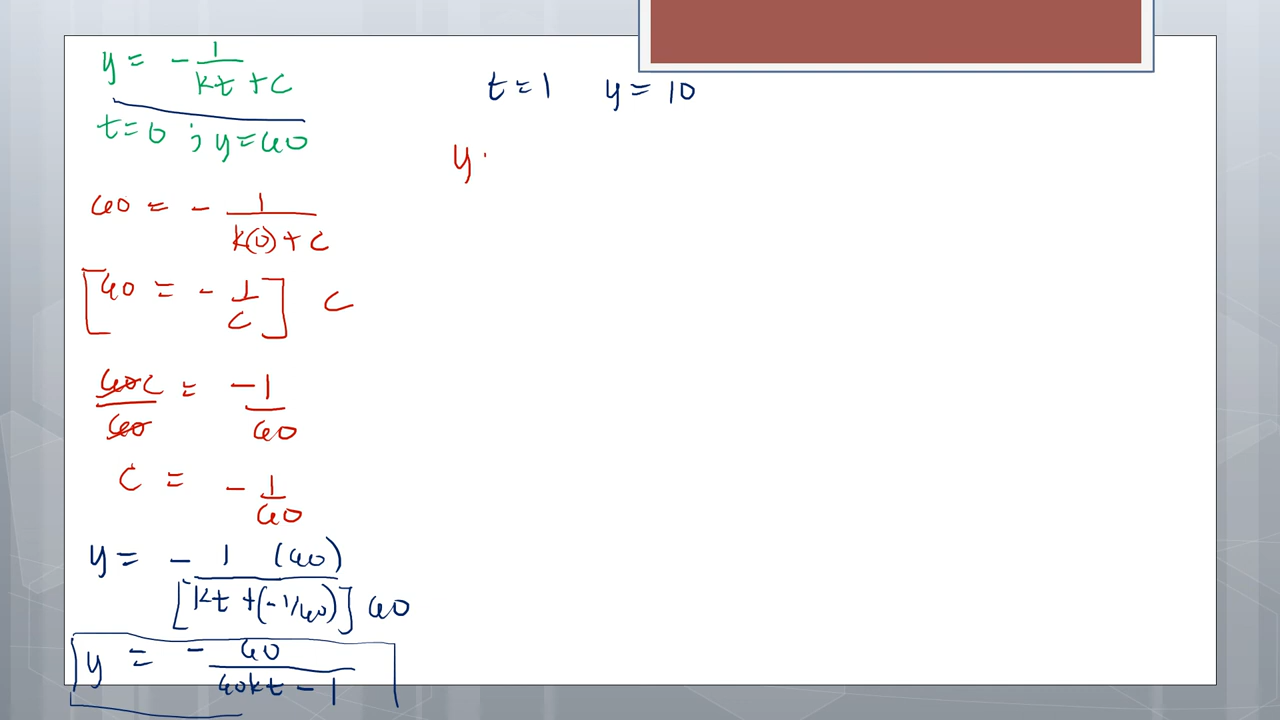 y = - 1/(kt + C)
t=0 ; y=60
60 = - 1/(k(0) + C)
[60 = - 1/C] C
60C/60 = -1/60
C = - 1/60
y = - 1 (60)/([kt + (-1/60)] 60)
y = - 60/(60kt - 1)
t = 1 y = 10
y